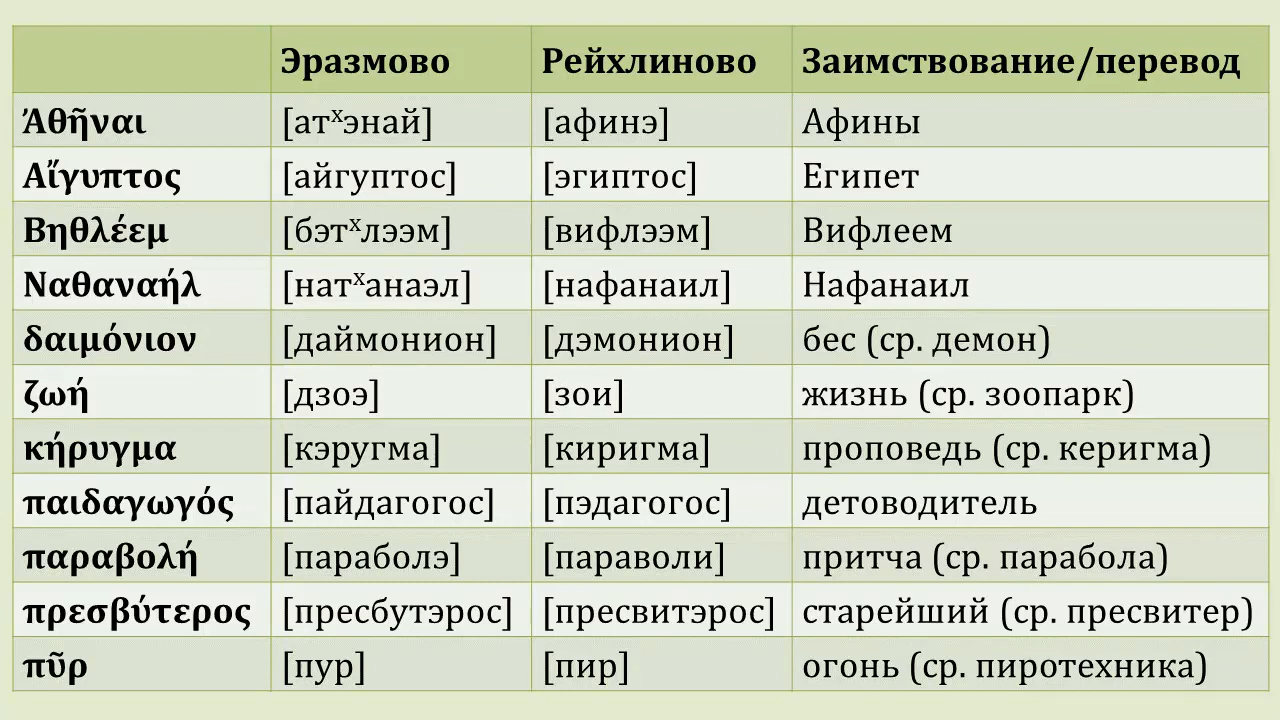 Эразмово Рейхлиново Заимствование/перевод
Ἀθῆναι [атˣэнай] [афинэ] Афины
Αἴγυπτος [айгуптос] [эгиптос] Египет
Βηθλέεμ [бэтˣлээм] [вифлээм] Вифлеем
Ναθαναήλ [натˣанаэл] [нафанаил] Нафанаил
δαιμόνιον [даймонион] [дэмонион] бес (ср. демон)
ζωή [дзоэ] [зои] жизнь (ср. зоопарк)
κήρυγμα [кэругма] [киригма] проповедь (ср. керигма)
παιδαγωγός [пайдагогос] [пэдагогос] детоводитель
παραβολή [параболэ] [параволи] притча (ср. парабола)
πρεσβύτερος [пресбутэрос] [пресвитэрос] старейший (ср. пресвитер)
πῦρ [пур] [пир] огонь (ср. пиротехника)